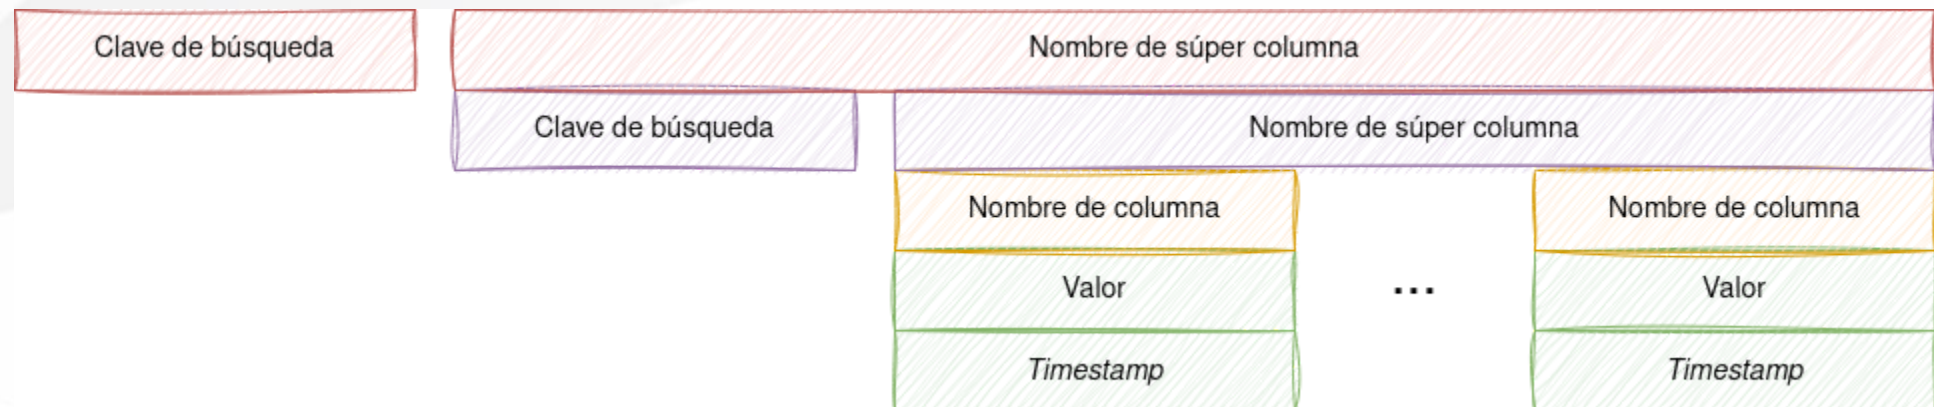 Clave de búsqueda Nombre de súper columna
Clave de búsqueda Nombre de súper columna
Nombre de columna Nombre de columna
Valor ... Valor
Timestamp Timestamp